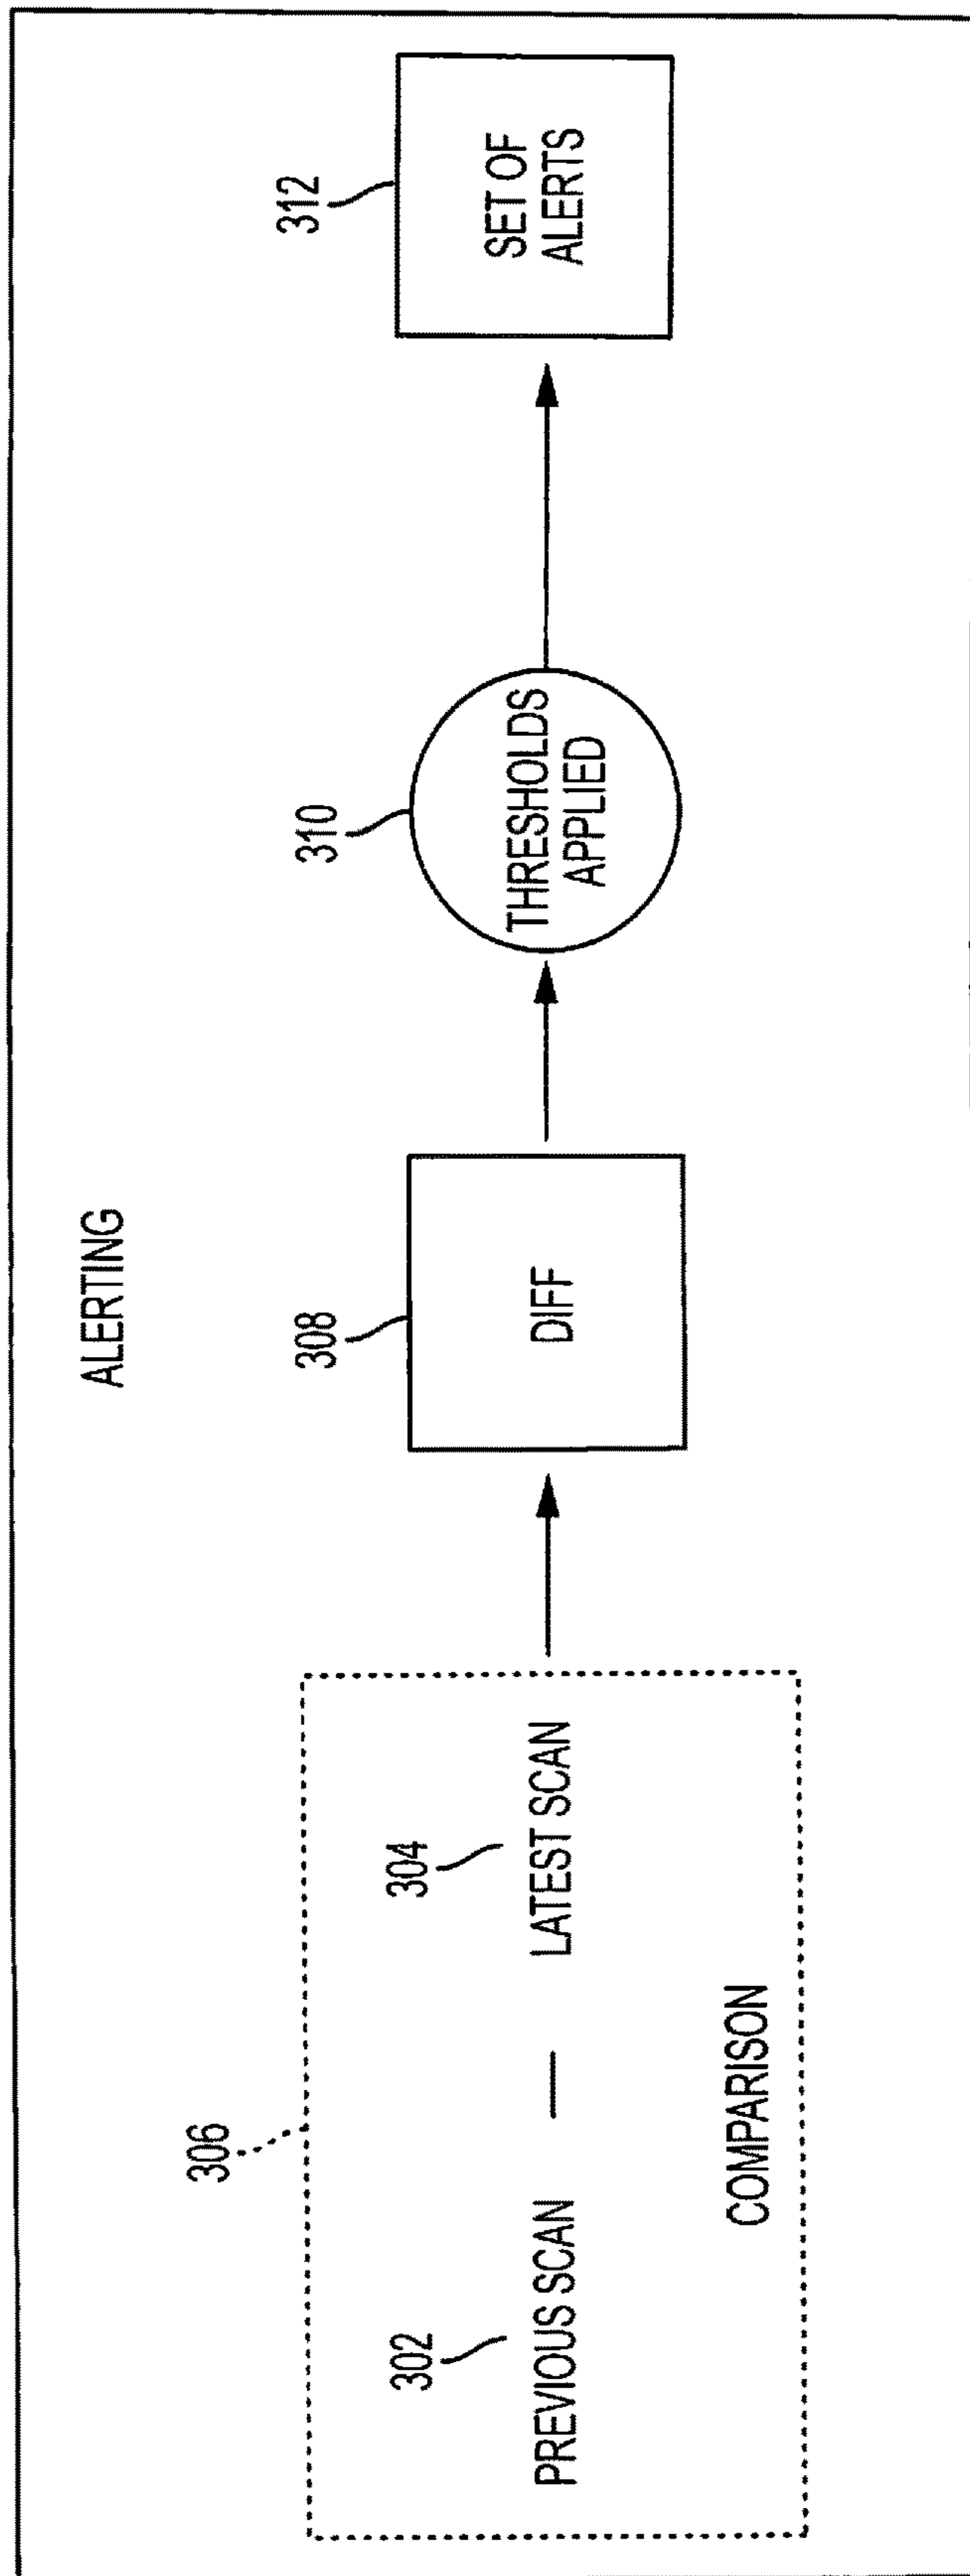 ALERTING
306
302
PREVIOUS SCAN
—
304
LATEST SCAN
COMPARISON
308
DIFF
310
THRESHOLDS
APPLIED
312
SET OF
ALERTS